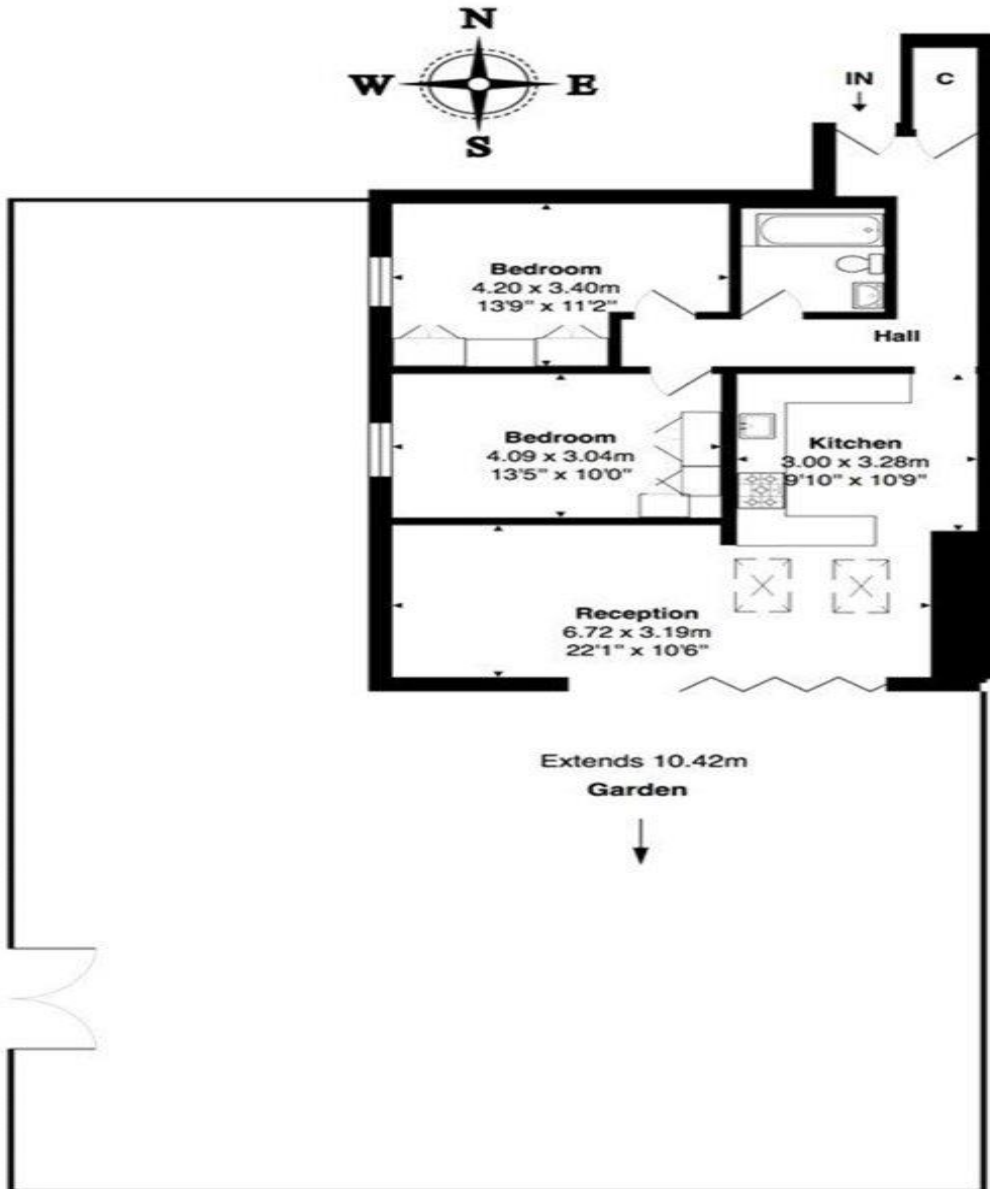 N
W E
S
IN
C
Bedroom
4.20 x 3.40m
13'9" x 11'2"
Hall
Bedroom
4.09 x 3.04m
13'5" x 10'0"
Kitchen
3.00 x 3.28m
9'10" x 10'9"
Reception
6.72 x 3.19m
22'1" x 10'6"
Extends 10.42m
Garden